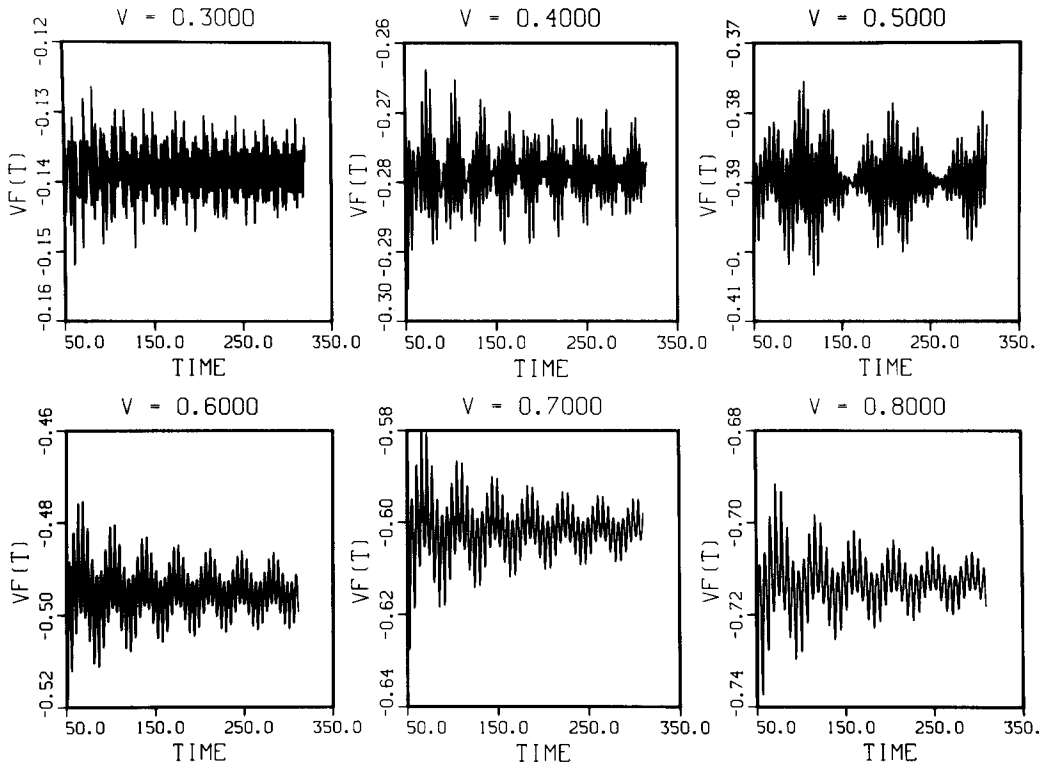 V = 0.3000
-0.12
-0.13
-0.14
-0.15
-0.16
VF(T)
50.0 150.0 250.0 350.0
TIME
V = 0.4000
-0.26
-0.27
-0.28
-0.29
-0.30
VF(T)
50.0 150.0 250.0 350.0
TIME
V = 0.5000
-0.37
-0.38
-0.39
-0.
-0.41
VF(T)
50.0 150.0 250.0 350.
TIME
V = 0.6000
-0.46
-0.48
-0.50
-0.52
VF(T)
50.0 150.0 250.0 350.0
TIME
V = 0.7000
-0.58
-0.60
-0.62
-0.64
VF(T)
50.0 150.0 250.0 350.0
TIME
V = 0.8000
-0.68
-0.70
-0.72
-0.74
VF(T)
50.0 150.0 250.0 350.
TIME